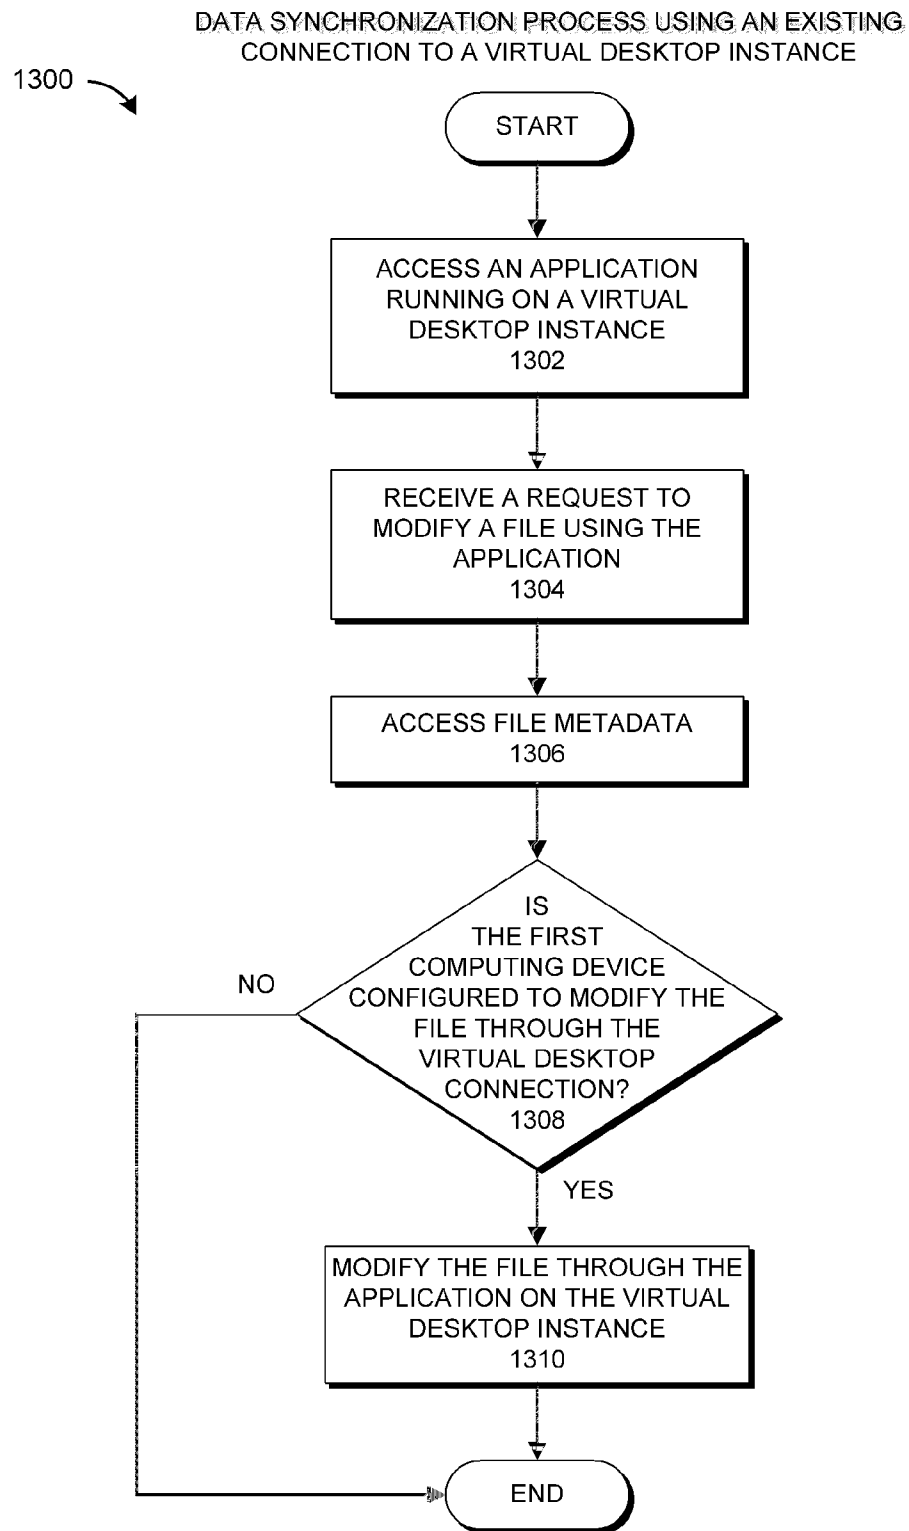 DATA SYNCHRONIZATION PROCESS USING AN EXISTING
CONNECTION TO A VIRTUAL DESKTOP INSTANCE
1300
START
ACCESS AN APPLICATION
RUNNING ON A VIRTUAL
DESKTOP INSTANCE
1302
RECEIVE A REQUEST TO
MODIFY A FILE USING THE
APPLICATION
1304
ACCESS FILE METADATA
1306
IS
THE FIRST
COMPUTING DEVICE
CONFIGURED TO MODIFY THE
FILE THROUGH THE
VIRTUAL DESKTOP
CONNECTION?
1308
NO
YES
MODIFY THE FILE THROUGH THE
APPLICATION ON THE VIRTUAL
DESKTOP INSTANCE
1310
END